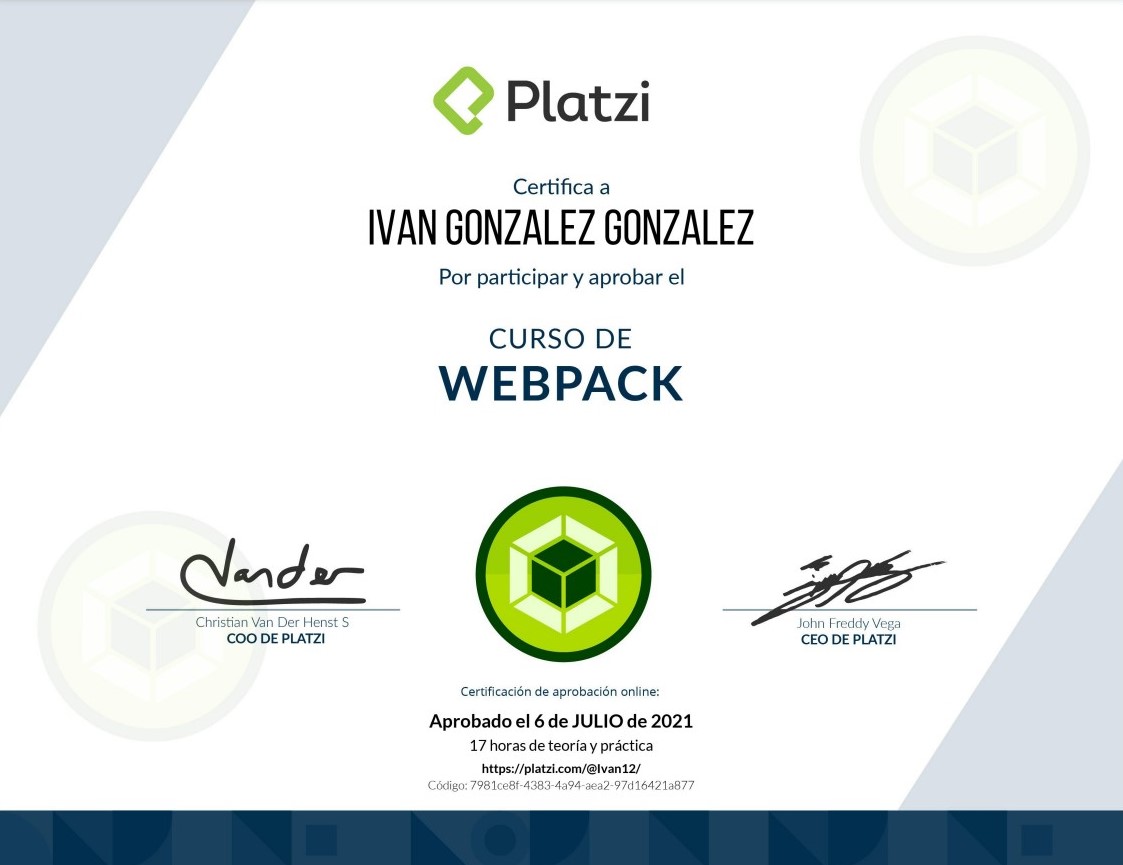 Platzi
Certifica a
IVAN GONZALEZ GONZALEZ
Por participar y aprobar el
CURSO DE
WEBPACK
Vander
Christian Van Der Henst S
COO DE PLATZI
John Freddy Vega
CEO DE PLATZI
Certificación de aprobación online:
Aprobado el 6 de JULIO de 2021
17 horas de teoría y práctica
https://platzi.com/@Ivan12/
Código: 7981ce8f-4383-4a94-aea2-97d16421a877